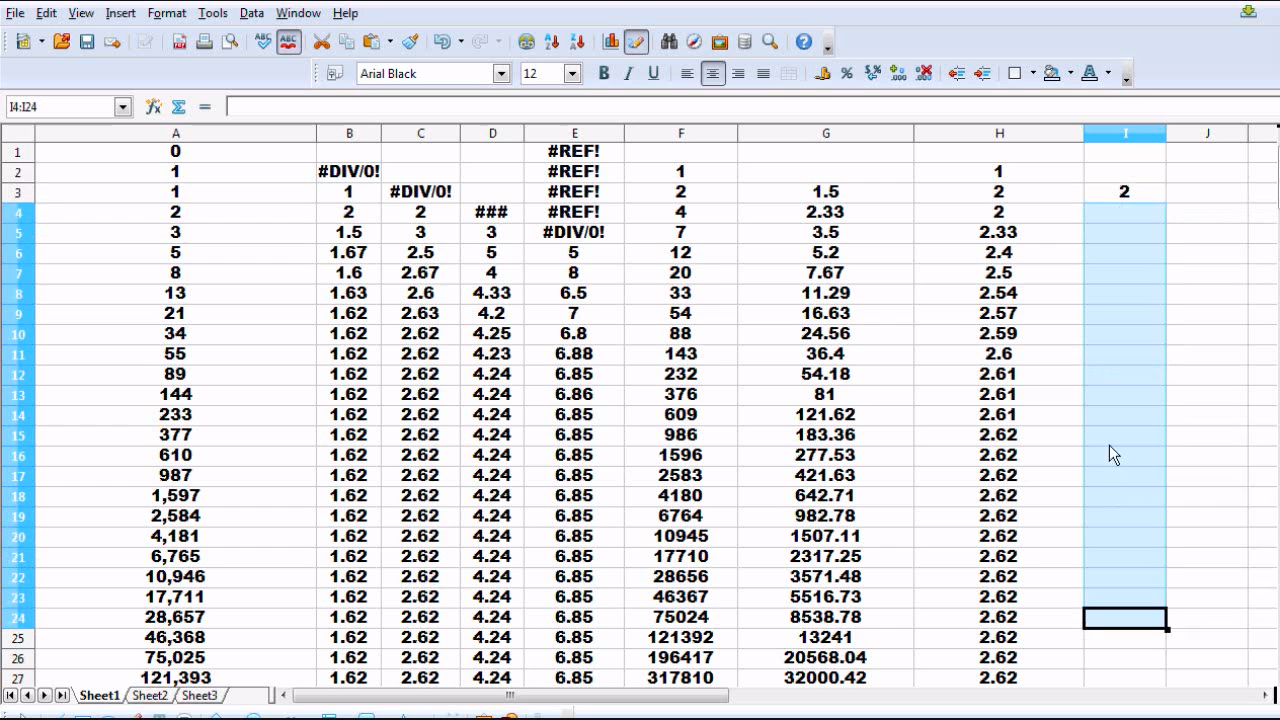 File Edit View Insert Format Tools Data Window Help
ABC ABC
Arial Black 12 B I U
I4:I24
A B C D E F G H I J
1 0 #REF!
2 1 #DIV/0! #REF! 1 1
3 1 1 #DIV/0! #REF! 2 1.5 2 2
4 2 2 2 ### #REF! 4 2.33 2
5 3 1.5 3 3 #DIV/0! 7 3.5 2.33
6 5 1.67 2.5 5 5 12 5.2 2.4
7 8 1.6 2.67 4 8 20 7.67 2.5
8 13 1.63 2.6 4.33 6.5 33 11.29 2.54
9 21 1.62 2.63 4.2 7 54 16.63 2.57
10 34 1.62 2.62 4.25 6.8 88 24.56 2.59
11 55 1.62 2.62 4.23 6.88 143 36.4 2.6
12 89 1.62 2.62 4.24 6.85 232 54.18 2.61
13 144 1.62 2.62 4.24 6.86 376 81 2.61
14 233 1.62 2.62 4.24 6.85 609 121.62 2.61
15 377 1.62 2.62 4.24 6.85 986 183.36 2.62
16 610 1.62 2.62 4.24 6.85 1596 277.53 2.62
17 987 1.62 2.62 4.24 6.85 2583 421.63 2.62
18 1,597 1.62 2.62 4.24 6.85 4180 642.71 2.62
19 2,584 1.62 2.62 4.24 6.85 6764 982.78 2.62
20 4,181 1.62 2.62 4.24 6.85 10945 1507.11 2.62
21 6,765 1.62 2.62 4.24 6.85 17710 2317.25 2.62
22 10,946 1.62 2.62 4.24 6.85 28656 3571.48 2.62
23 17,711 1.62 2.62 4.24 6.85 46367 5516.73 2.62
24 28,657 1.62 2.62 4.24 6.85 75024 8538.78 2.62
25 46,368 1.62 2.62 4.24 6.85 121392 13241 2.62
26 75,025 1.62 2.62 4.24 6.85 196417 20568.04 2.62
27 121,393 1.62 2.62 4.24 6.85 317810 32000.42 2.62
Sheet1 Sheet2 Sheet3